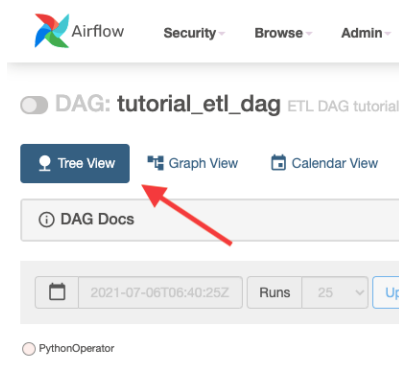 Airflow Security Browse Admin
DAG: tutorial_etl_dag ETL DAG tutorial
Tree View Graph View Calendar View
DAG Docs
2021-07-06T06:40:25Z Runs 25 Up
PythonOperator